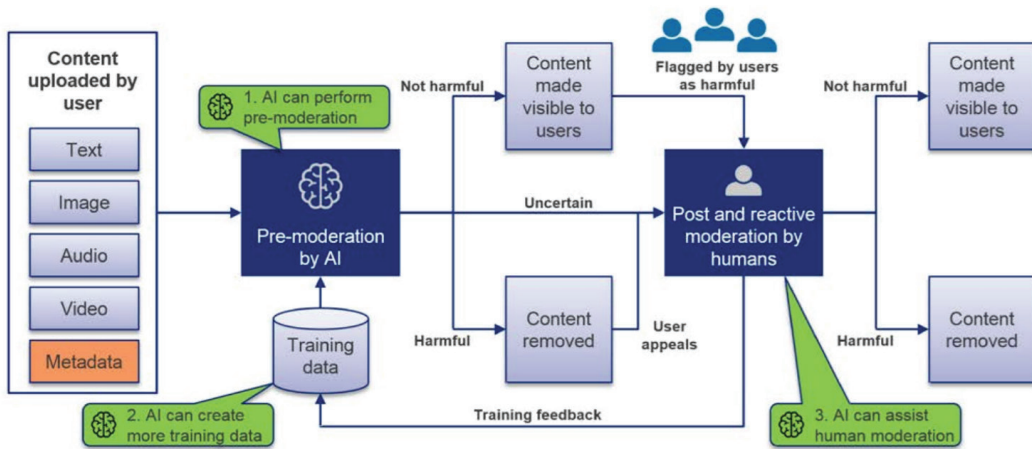 Content
uploaded by
user
Text
Image
Audio
Video
Metadata
1. AI can perform
pre-moderation
Pre-moderation
by AI
Training
data
2. AI can create
more training data
Not harmful
Content
made
visible to
users
Uncertain
Harmful
Content
removed
User
appeals
Flagged by users
as harmful
Post and reactive
moderation by
humans
Training feedback
3. AI can assist
human moderation
Not harmful
Content
made
visible to
users
Harmful
Content
removed